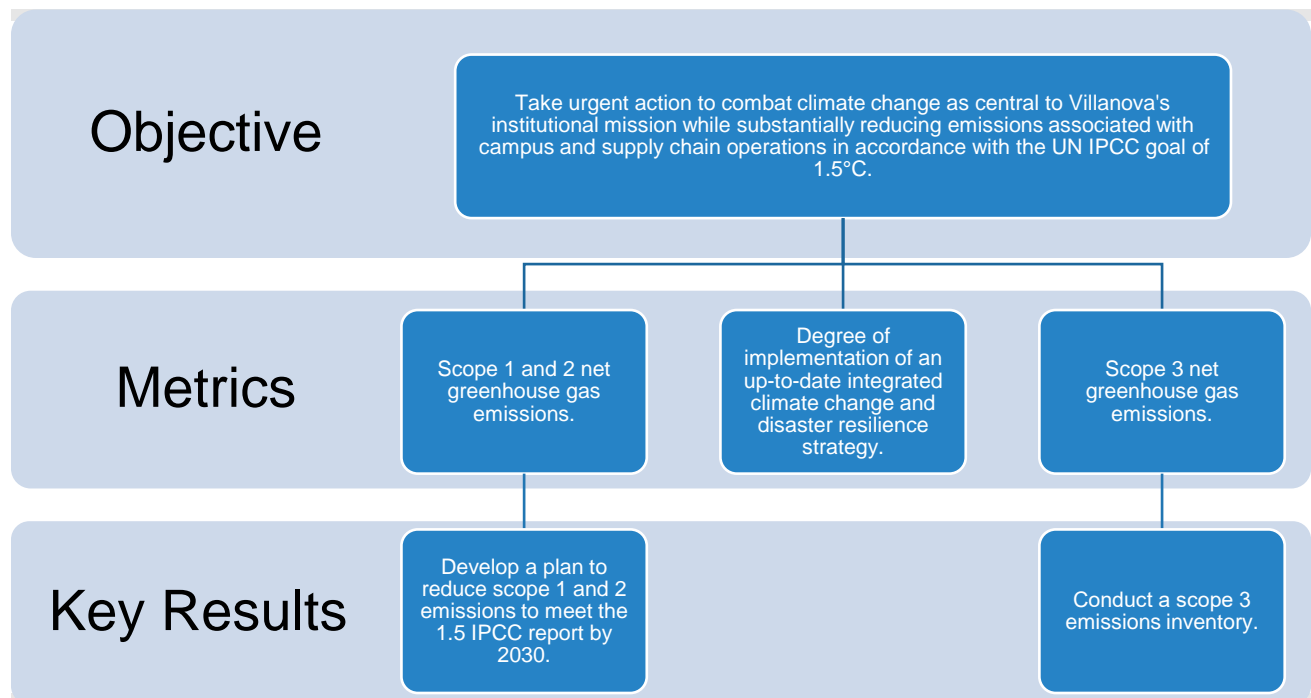 Objective
Take urgent action to combat climate change as central to Villanova's
institutional mission while substantially reducing emissions associated with
campus and supply chain operations in accordance with the UN IPCC goal of
1.5°C.
Metrics
Scope 1 and 2 net
greenhouse gas
emissions.
Degree of
implementation of an
up-to-date integrated
climate change and
disaster resilience
strategy.
Scope 3 net
greenhouse gas
emissions.
Key Results
Develop a plan to
reduce scope 1 and 2
emissions to meet the
1.5 IPCC report by
2030.
Conduct a scope 3
emissions inventory.